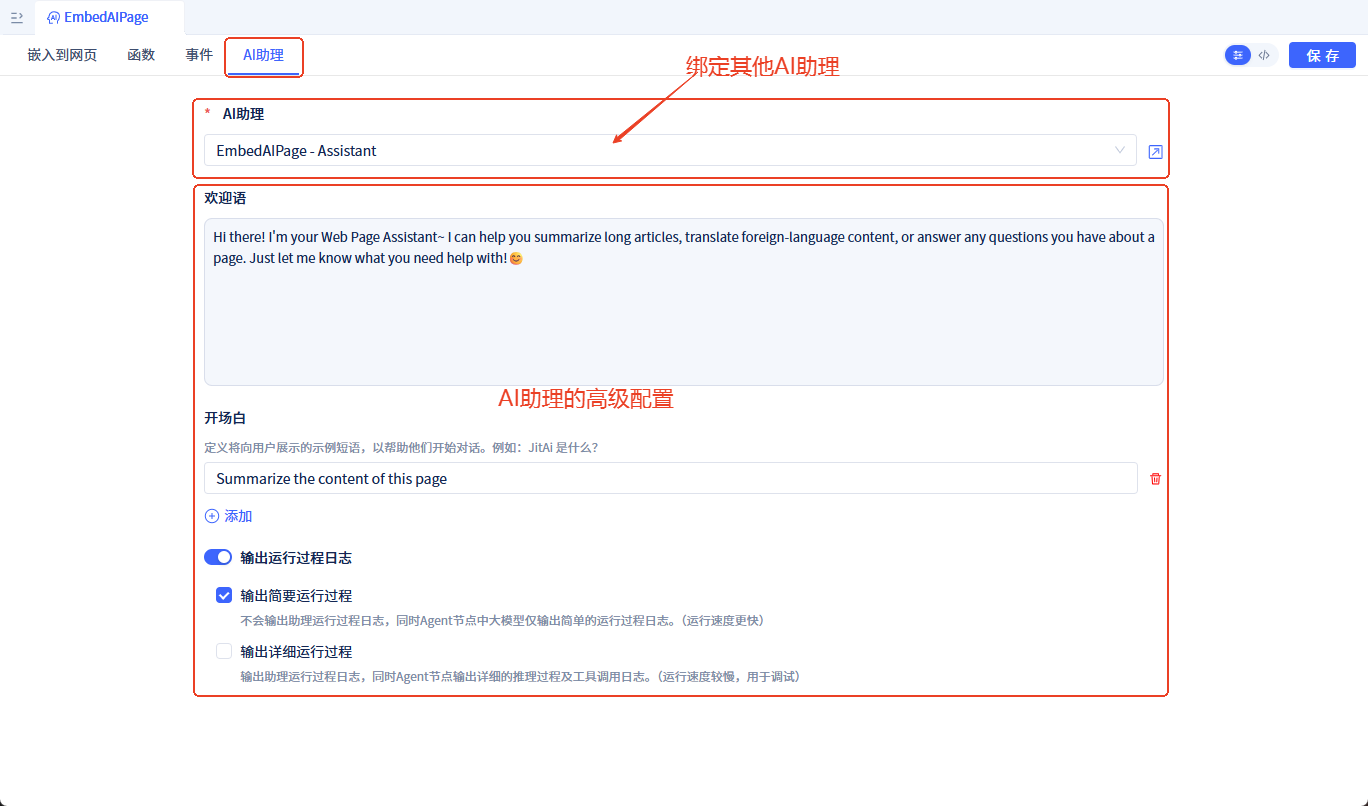 EmbedAIPage
嵌入到网页 函数 事件 AI助理 保 存
绑定其他AI助理
* AI助理
EmbedAIPage - Assistant
欢迎语
Hi there! I'm your Web Page Assistant~ I can help you summarize long articles, translate foreign-language content, or answer any questions you have about a
page. Just let me know what you need help with!😊
AI助理的高级配置
开场白
定义将向用户展示的示例短语，以帮助他们开始对话。例如：JitAi 是什么？
Summarize the content of this page
添加
输出运行过程日志
输出简要运行过程
不会输出助理运行过程日志，同时Agent节点中大模型仅输出简单的运行过程日志。（运行速度更快）
输出详细运行过程
输出助理运行过程日志，同时Agent节点输出详细的推理过程及工具调用日志。（运行速度较慢，用于调试）